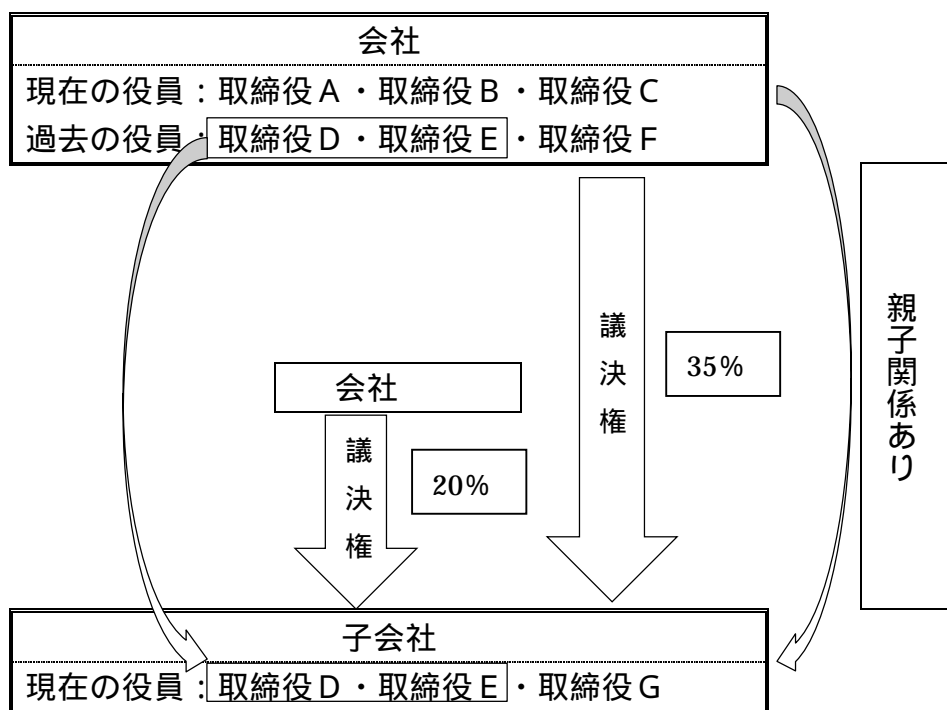 会社
現在の役員：取締役Ａ・取締役Ｂ・取締役Ｃ
過去の役員：取締役Ｄ・取締役Ｅ・取締役Ｆ
議決権
35%
親子関係あり
会社
議決権
20%
子会社
現在の役員：取締役Ｄ・取締役Ｅ・取締役Ｇ